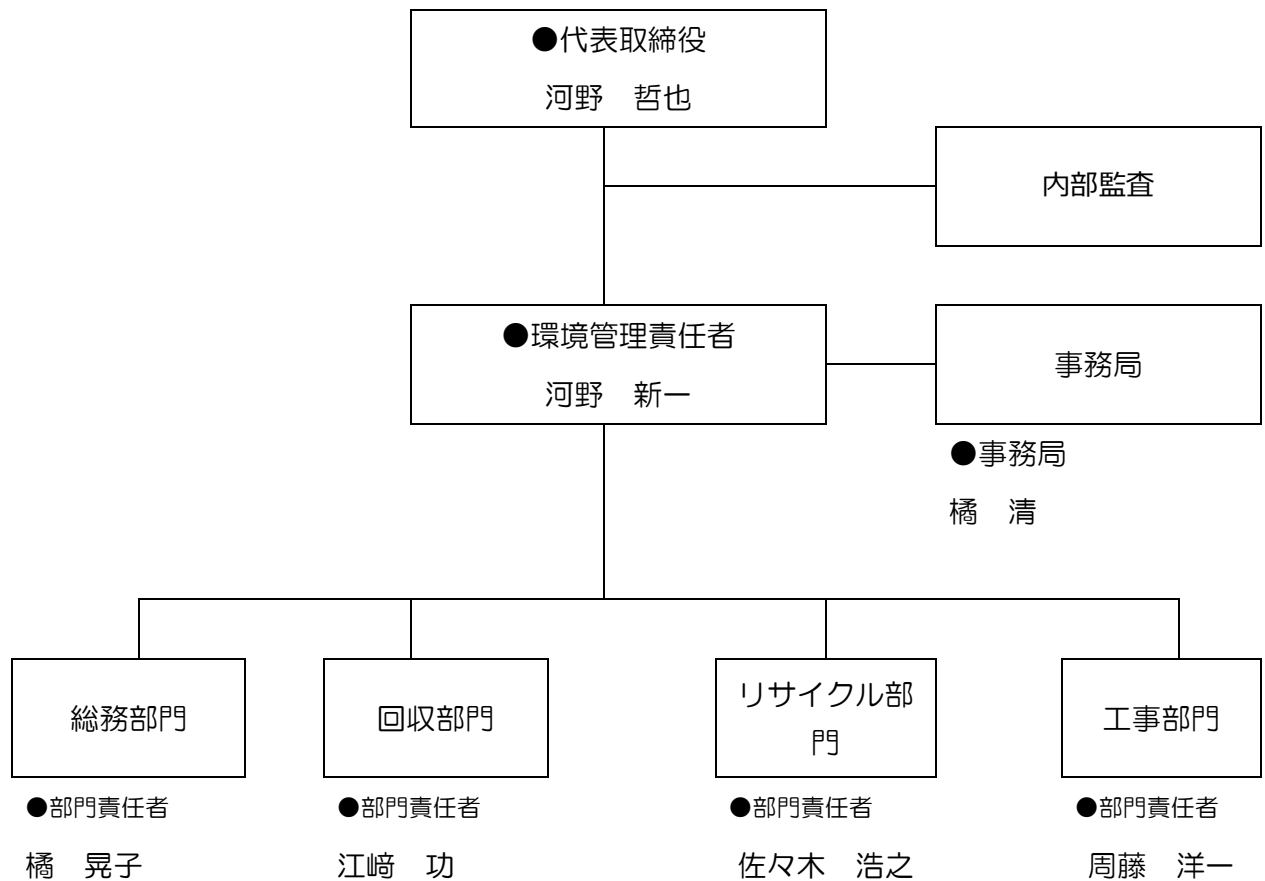 ●代表取締役
河野　哲也
内部監査
●環境管理責任者
河野　新一
事務局
●事務局
橘　清
総務部門
回収部門
リサイクル部
門
工事部門
●部門責任者
●部門責任者
●部門責任者
●部門責任者
橘　晃子
江﨑　功
佐々木　浩之
周藤　洋一